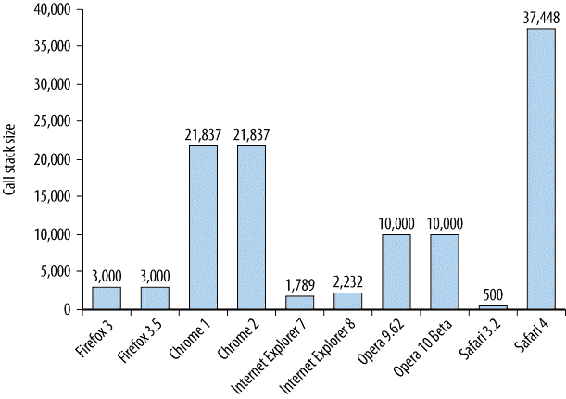 40,000
37,448
35,000
30,000
25,000
21,837 21,837
20,000
15,000
10,000 10,000
10,000
5,000
3,000 3,000
1,789 2,232
500
0
Call stack size
Firefox 3
Firefox 3.5
Chrome 1
Chrome 2
Internet Explorer 7
Internet Explorer 8
Opera 9.62
Opera 10 Beta
Safari 3.2
Safari 4